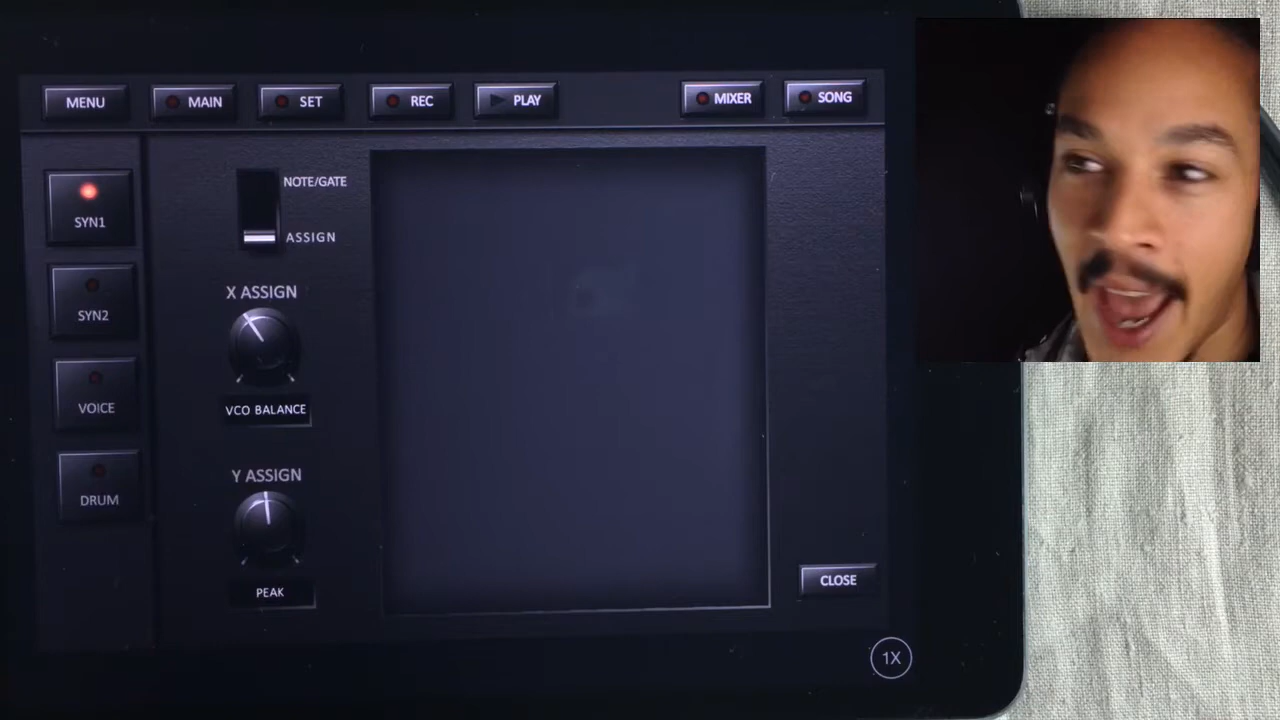 MENU
MAIN
SET
REC
PLAY
MIXER
SONG
SYN1
SYN2
VOICE
DRUM
NOTE/GATE
ASSIGN
X ASSIGN
VCO BALANCE
Y ASSIGN
PEAK
CLOSE
1X